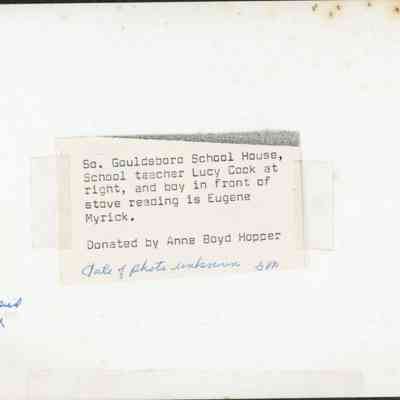 So. Gouldsboro School House,
School teacher Lucy Cook at
right, and boy in front of
stove reading is Eugene
Myrick.
Donated by Anne Boyd Hopper
Date of photo unknown